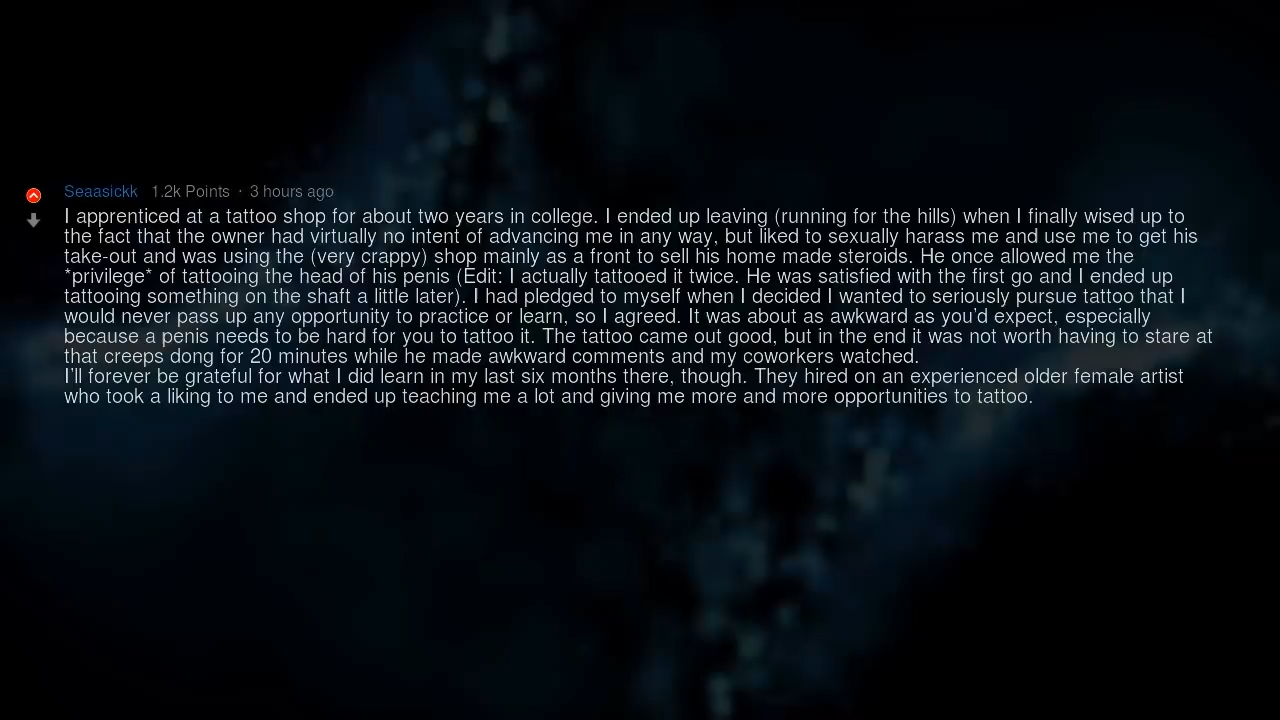 Seaasickk 1.2k Points · 3 hours ago
I apprenticed at a tattoo shop for about two years in college. I ended up leaving (running for the hills) when I finally wised up to
the fact that the owner had virtually no intent of advancing me in any way, but liked to sexually harass me and use me to get his
take-out and was using the (very crappy) shop mainly as a front to sell his home made steroids. He once allowed me the
*privilege* of tattooing the head of his penis (Edit: I actually tattooed it twice. He was satisfied with the first go and I ended up
tattooing something on the shaft a little later). I had pledged to myself when I decided I wanted to seriously pursue tattoo that I
would never pass up any opportunity to practice or learn, so I agreed. It was about as awkward as you'd expect, especially
because a penis needs to be hard for you to tattoo it. The tattoo came out good, but in the end it was not worth having to stare at
that creeps dong for 20 minutes while he made awkward comments and my coworkers watched.
I'll forever be grateful for what I did learn in my last six months there, though. They hired on an experienced older female artist
who took a liking to me and ended up teaching me a lot and giving me more and more opportunities to tattoo.